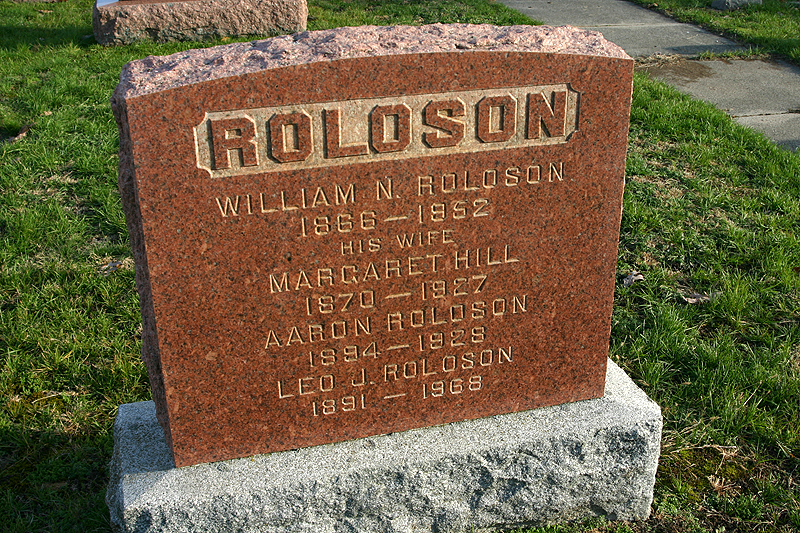 ROLOSON
WILLIAM N. ROLOSON
1866 — 1952
HIS WIFE
MARGARET HILL
1870 — 1927
AARON ROLOSON
1894 — 1928
LEO J. ROLOSON
1891 — 1968